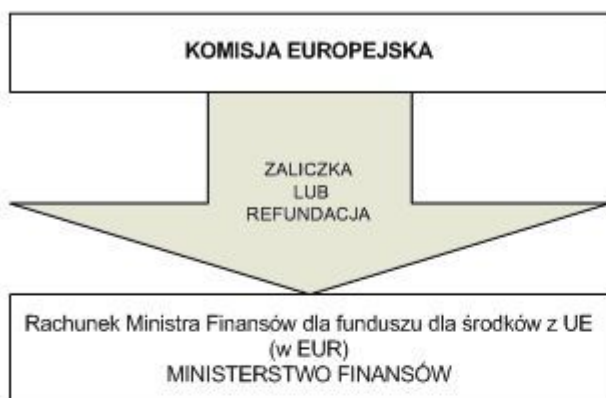 KOMISJA EUROPEJSKA
ZALICZKA
LUB
REFUNDACJA
Rachunek Ministra Finansów dla funduszu dla środków z UE
(w EUR)
MINISTERSTWO FINANSÓW